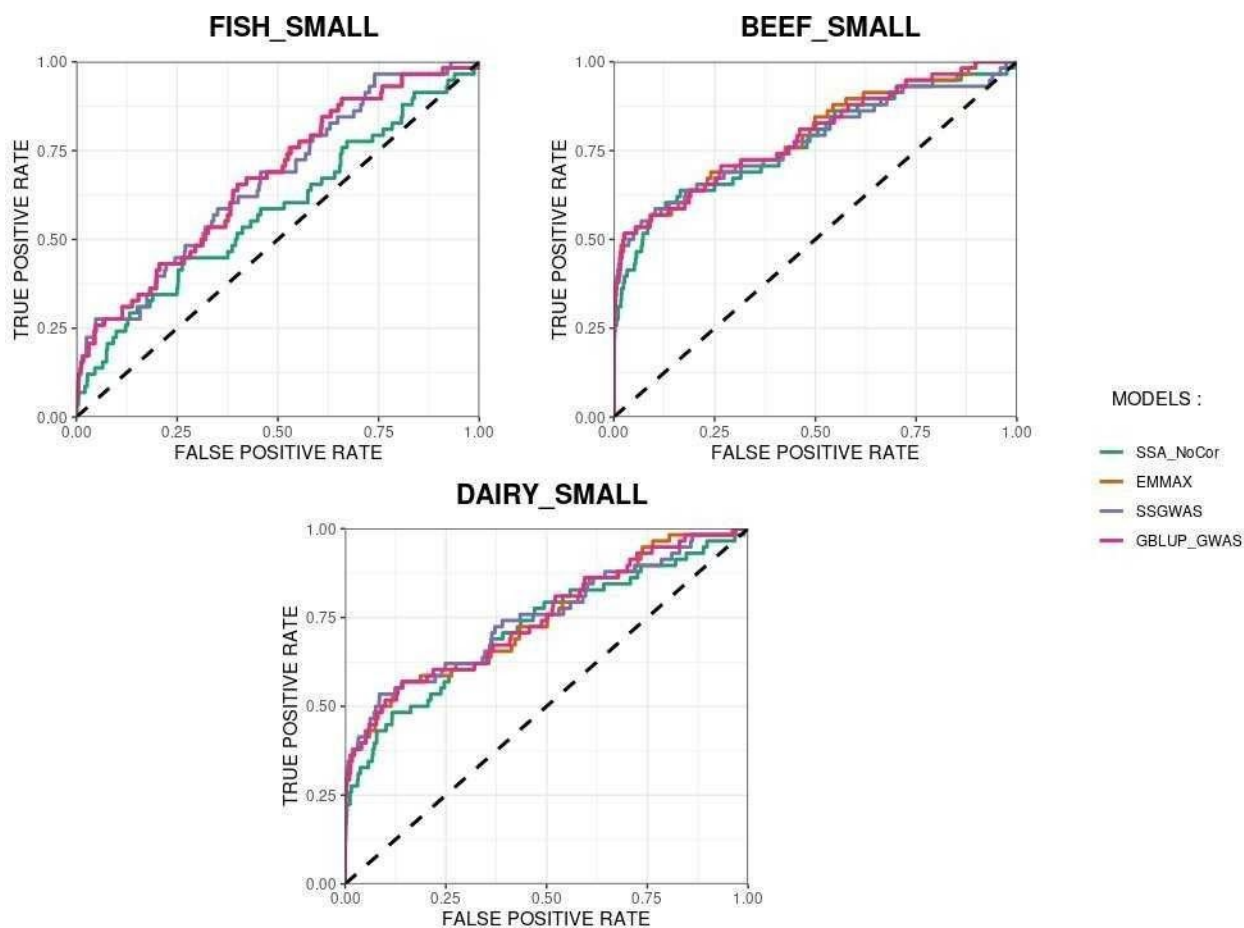 FISH_SMALL
TRUE POSITIVE RATE
1.00
0.75
0.50
0.25
0.00
0.00 0.25 0.50 0.75 1.00
FALSE POSITIVE RATE
BEEF_SMALL
TRUE POSITIVE RATE
1.00
0.75
0.50
0.25
0.00
0.00 0.25 0.50 0.75 1.00
FALSE POSITIVE RATE
DAIRY_SMALL
TRUE POSITIVE RATE
1.00
0.75
0.50
0.25
0.00
0.00 0.25 0.50 0.75 1.00
FALSE POSITIVE RATE
MODELS :
SSA_NoCor
EMMAX
SSGWAS
GBLUP_GWAS